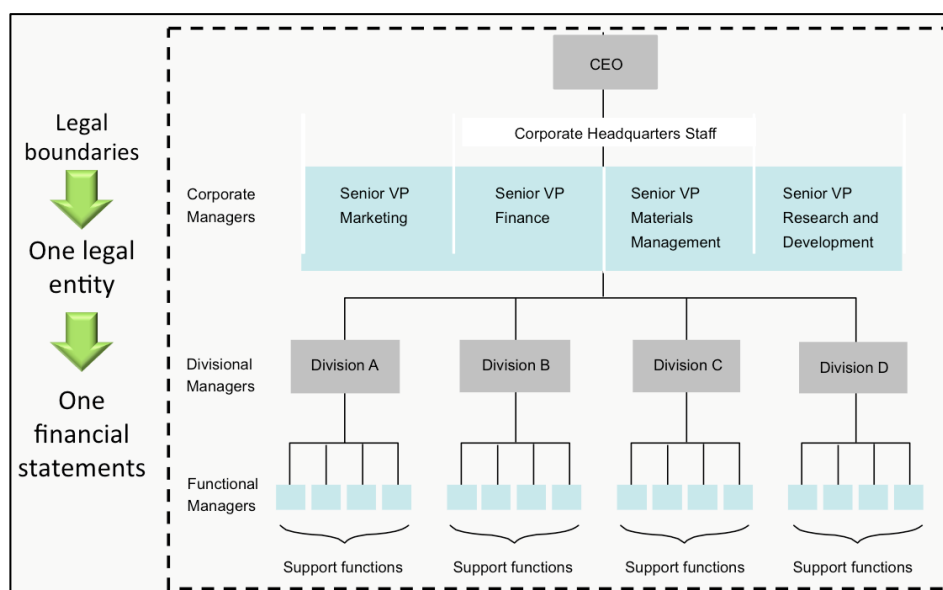 CEO
Legal
boundaries
Corporate Headquarters Staff
Corporate
Managers
Senior VP
Marketing
Senior VP
Finance
Senior VP
Materials
Management
Senior VP
Research and
Development
One legal
entity
Divisional
Managers
Division A
Division B
Division C
Division D
One
financial
statements
Functional
Managers
Support functions
Support functions
Support functions
Support functions